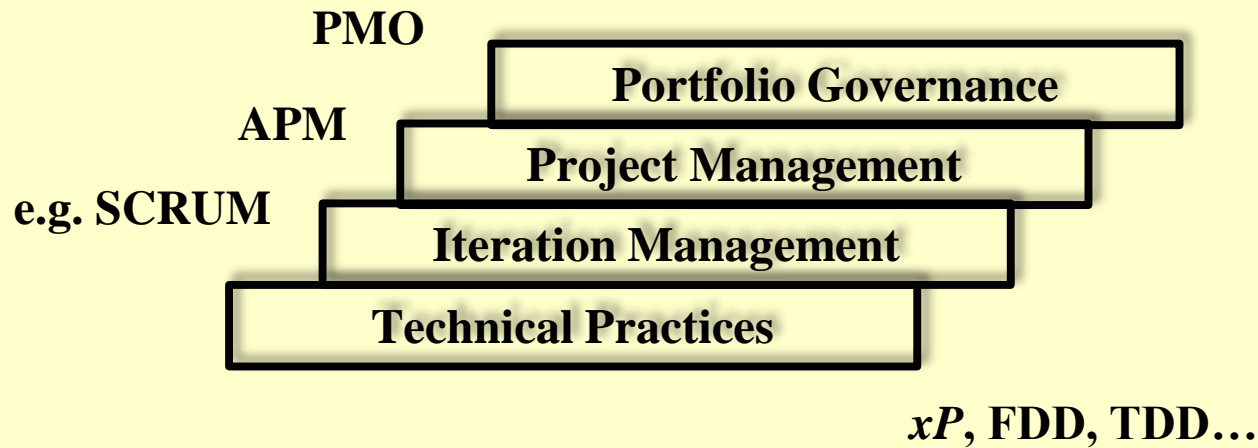 PMO
Portfolio Governance
APM
Project Management
e.g. SCRUM
Iteration Management
Technical Practices
xP, FDD, TDD…